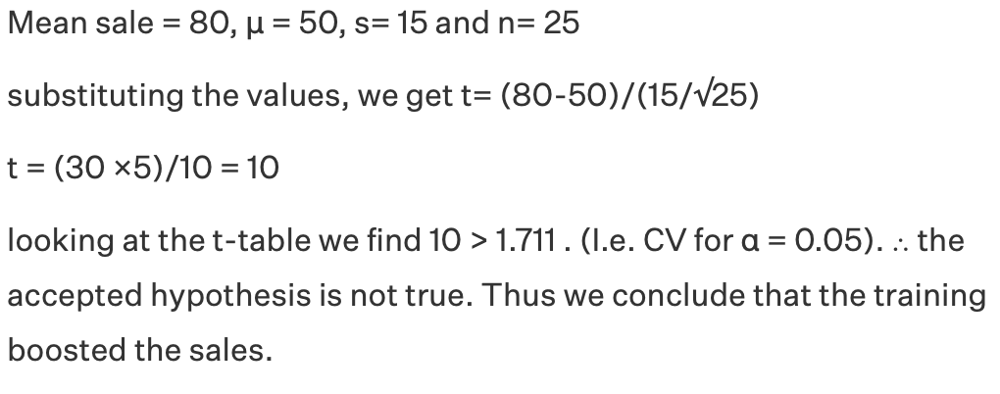 Mean sale = 80, μ = 50, s= 15 and n= 25
substituting the values, we get t= (80-50)/(15/√25)
t = (30 ×5)/10 = 10
looking at the t-table we find 10 > 1.711 . (I.e. CV for α = 0.05). ∴ the
accepted hypothesis is not true. Thus we conclude that the training
boosted the sales.